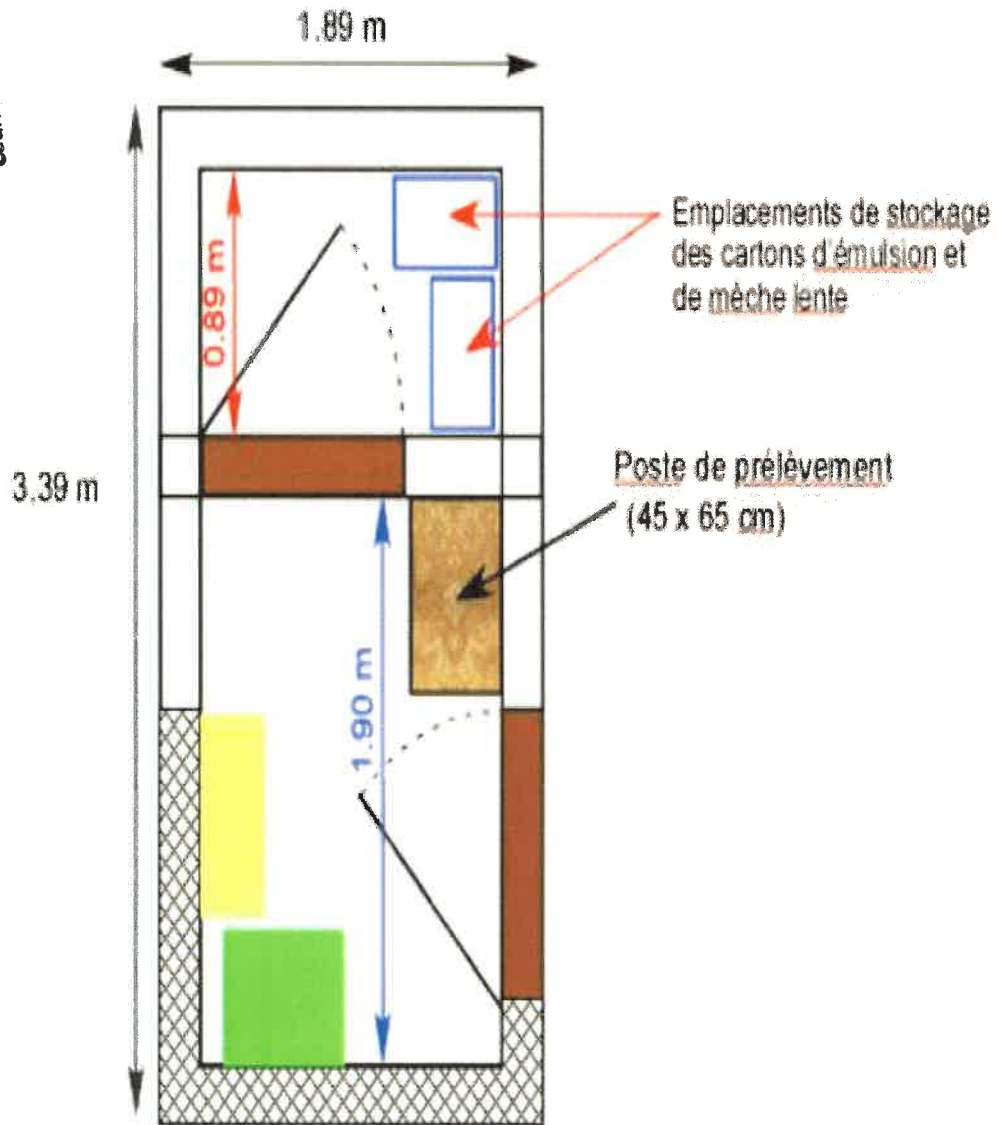 1.89 m
0.89 m
Emplacements de stockage
des cartons d'émulsion et
de mèche lente
3.39 m
Poste de prélèvement
(45 x 65 cm)
1.90 m